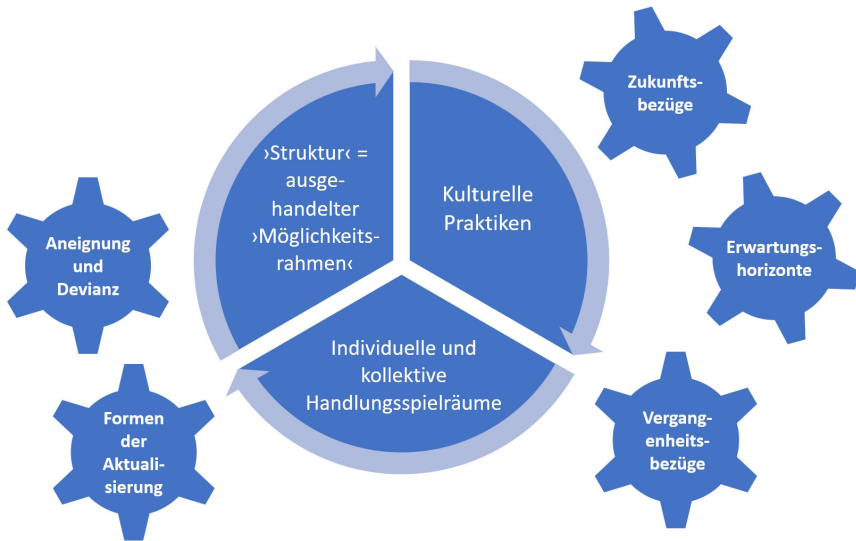 ›Struktur‹ =
ausge-
handelter
›Möglichkeits-
rahmen‹
Kulturelle
Praktiken
Individuelle und
kollektive
Handlungsspielräume
Aneignung
und
Devianz
Formen
der
Aktuali-
sierung
Zukunfts-
bezüge
Erwartungs-
horizonte
Vergang-
enheits-
bezüge